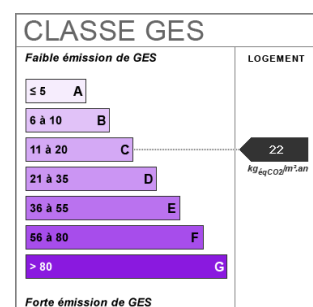 CLASSE GES
Faible émission de GES
LOGEMENT
≤ 5 A
6 à 10 B
11 à 20 C
22
kgéqCO2/m².an
21 à 35 D
36 à 55 E
56 à 80 F
> 80 G
Forte émission de GES